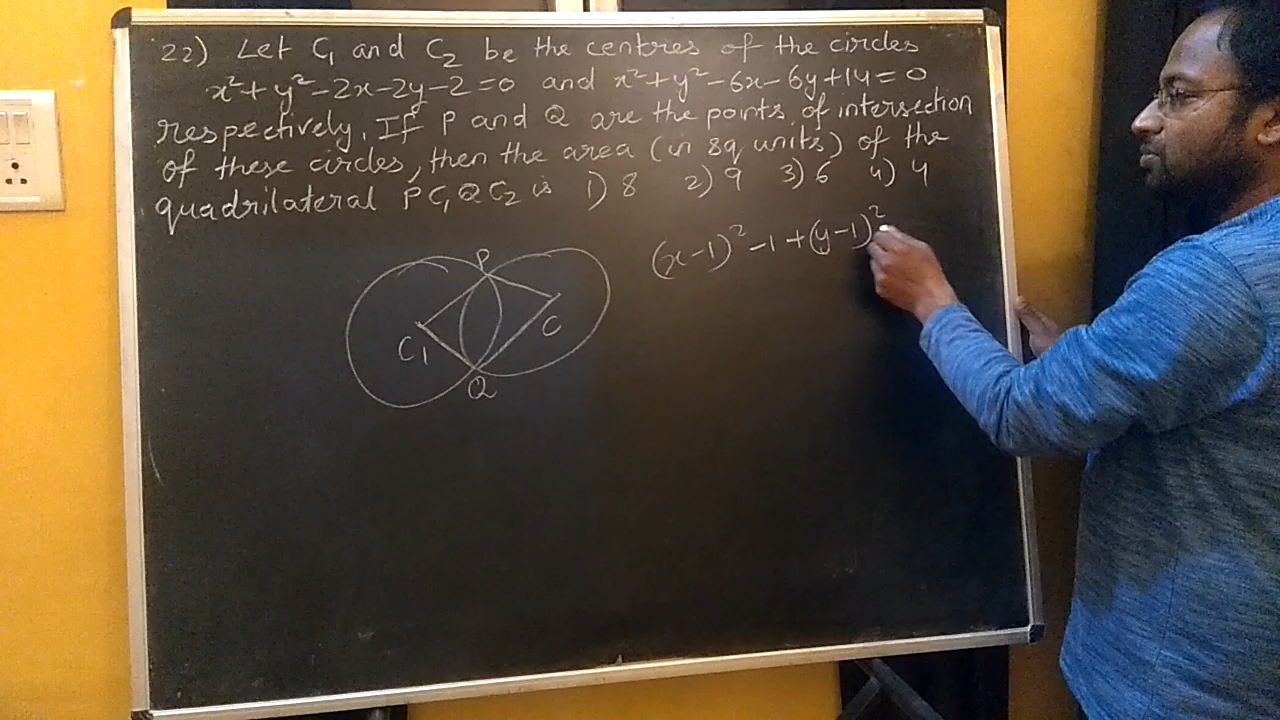 22) Let C₁ and C₂ be the centres of the circles
x²+y²-2x-2y-2=0 and x²+y²-6x-6y+14=0
respectively. If P and Q are the points of intersection
of these circles, then the area (in sq units) of the
quadrilateral PC₁QC₂ is 1) 8 2) 9 3) 6 4) 4
(x-1)²-1+(y-1)²
P
C₁
C
Q